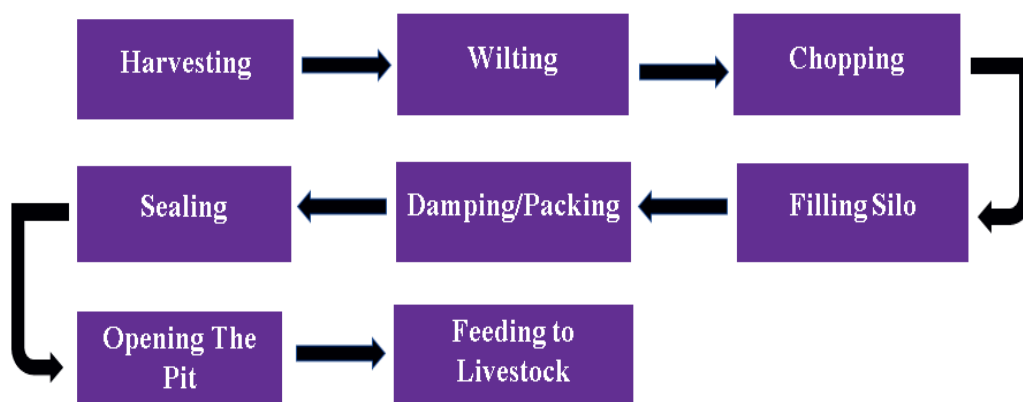 Harvesting
Wilting
Chopping
Filling Silo
Damping/Packing
Sealing
Opening The
Pit
Feeding to
Livestock